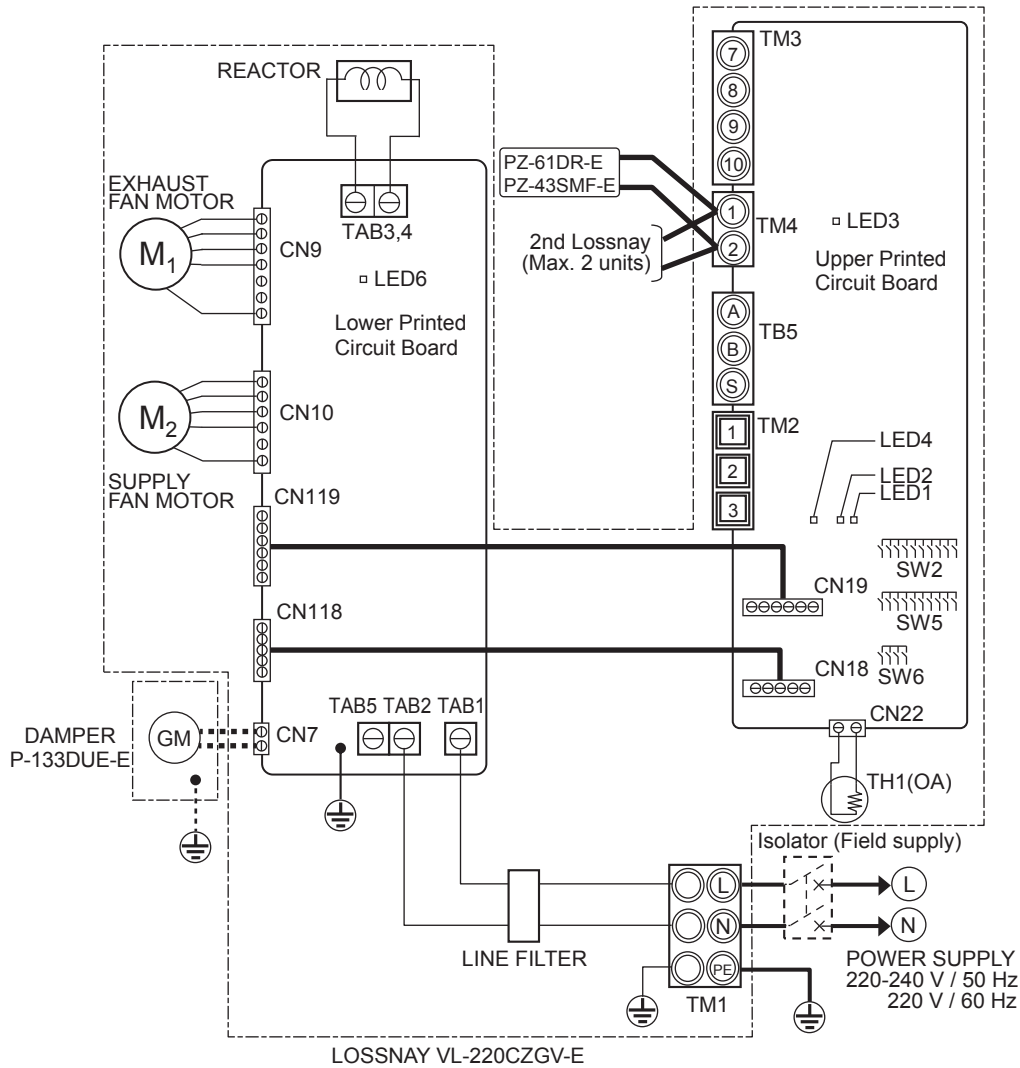 REACTOR
TM3
7
8
9
10
PZ-61DR-E
PZ-43SMF-E
EXHAUST
FAN MOTOR
M1
CN9
TAB3,4
LED6
Lower Printed
Circuit Board
2nd Lossnay
(Max. 2 units)
1
2
TM4
LED3
Upper Printed
Circuit Board
A
B
S
TB5
M2
CN10
SUPPLY
FAN MOTOR
1
2
3
TM2
LED4
LED2
LED1
CN119
SW2
CN19
SW5
CN118
CN18
SW6
CN22
TH1(OA)
DAMPER
P-133DUE-E
GM
CN7
TAB5 TAB2 TAB1
Isolator (Field supply)
L
L
N
N
PE
LINE FILTER
TM1
POWER SUPPLY
220-240 V / 50 Hz
220 V / 60 Hz
LOSSNAY VL-220CZGV-E